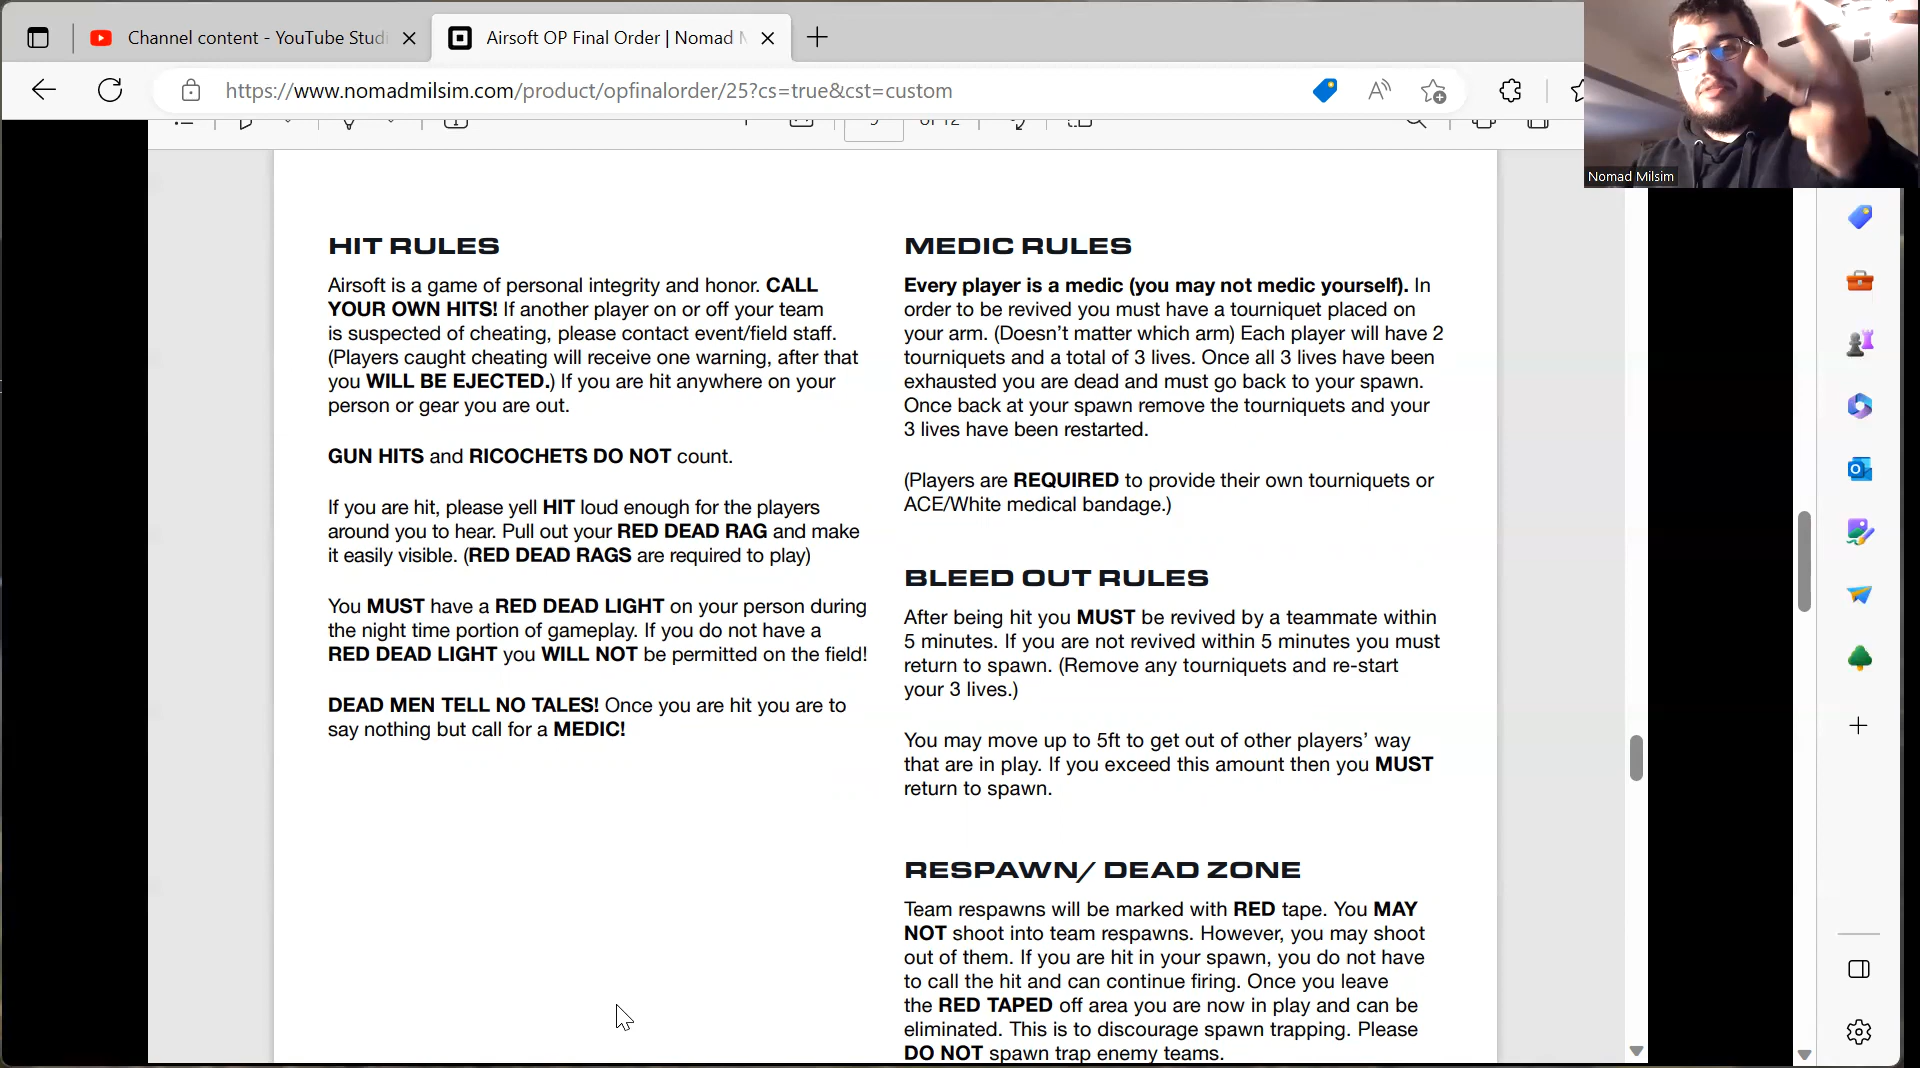 Channel content - YouTube Studi
Airsoft OP Final Order | Nomad M
https://www.nomadmilsim.com/product/opfinalorder/25?cs=true&cst=custom
Nomad Milsim
HIT RULES
Airsoft is a game of personal integrity and honor. CALL
YOUR OWN HITS! If another player on or off your team
is suspected of cheating, please contact event/field staff.
(Players caught cheating will receive one warning, after that
you WILL BE EJECTED.) If you are hit anywhere on your
person or gear you are out.
GUN HITS and RICOCHETS DO NOT count.
If you are hit, please yell HIT loud enough for the players
around you to hear. Pull out your RED DEAD RAG and make
it easily visible. (RED DEAD RAGS are required to play)
You MUST have a RED DEAD LIGHT on your person during
the night time portion of gameplay. If you do not have a
RED DEAD LIGHT you WILL NOT be permitted on the field!
DEAD MEN TELL NO TALES! Once you are hit you are to
say nothing but call for a MEDIC!
MEDIC RULES
Every player is a medic (you may not medic yourself). In
order to be revived you must have a tourniquet placed on
your arm. (Doesn't matter which arm) Each player will have 2
tourniquets and a total of 3 lives. Once all 3 lives have been
exhausted you are dead and must go back to your spawn.
Once back at your spawn remove the tourniquets and your
3 lives have been restarted.
(Players are REQUIRED to provide their own tourniquets or
ACE/White medical bandage.)
BLEED OUT RULES
After being hit you MUST be revived by a teammate within
5 minutes. If you are not revived within 5 minutes you must
return to spawn. (Remove any tourniquets and re-start
your 3 lives.)
You may move up to 5ft to get out of other players' way
that are in play. If you exceed this amount then you MUST
return to spawn.
RESPAWN/ DEAD ZONE
Team respawns will be marked with RED tape. You MAY
NOT shoot into team respawns. However, you may shoot
out of them. If you are hit in your spawn, you do not have
to call the hit and can continue firing. Once you leave
the RED TAPED off area you are now in play and can be
eliminated. This is to discourage spawn trapping. Please
DO NOT spawn trap enemy teams.